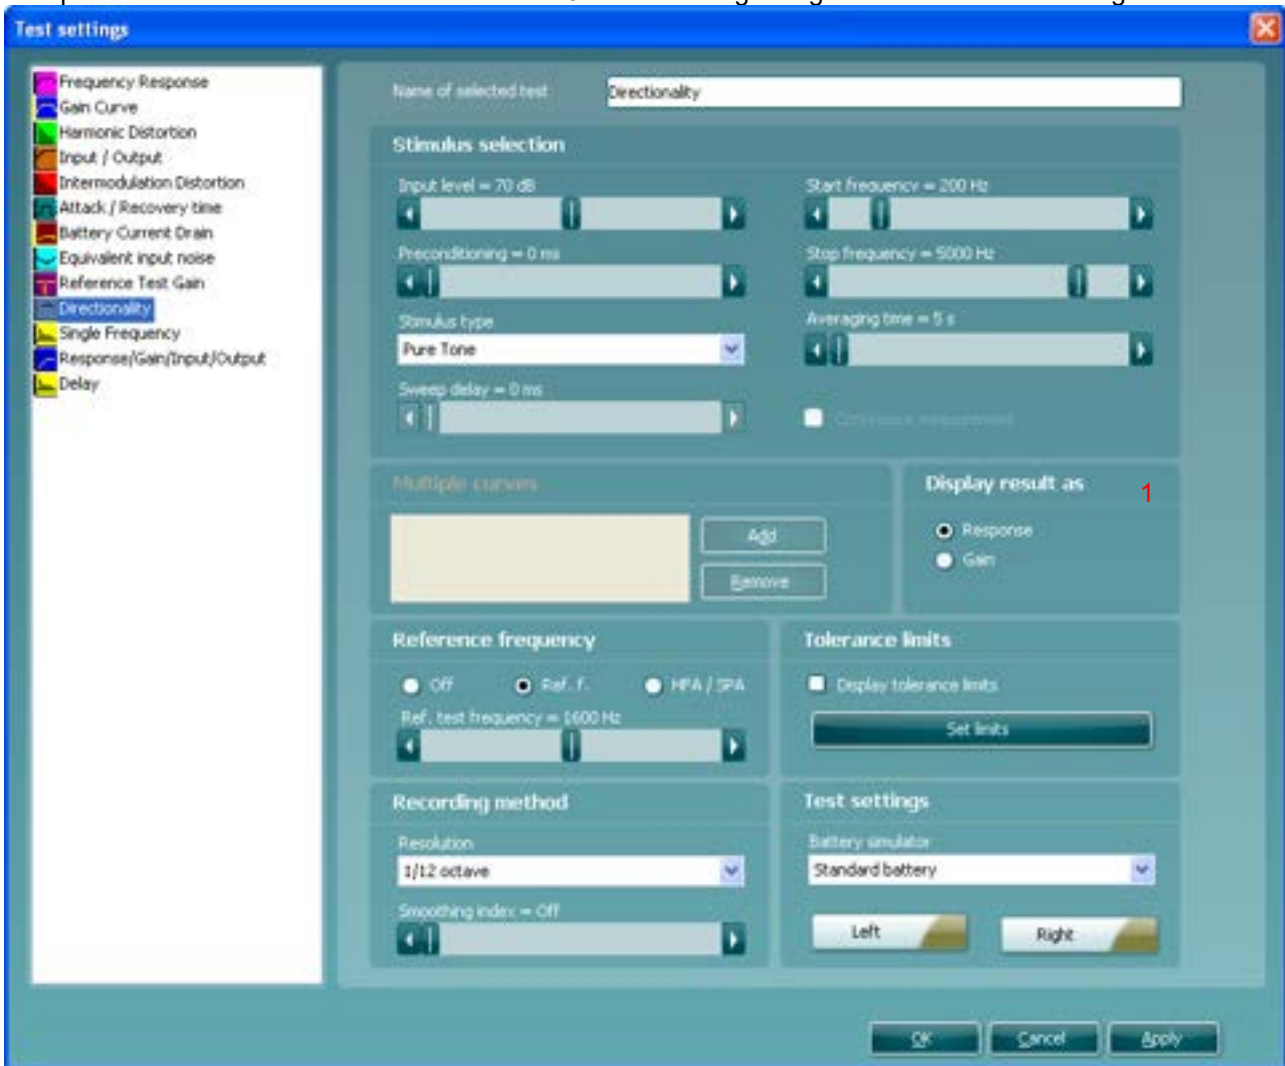 Test settings
Frequency Response
Gain Curve
Harmonic Distortion
Input / Output
Intermodulation Distortion
Attack / Recovery time
Battery Current Drain
Equivalent input noise
Reference Test Gain
Directionality
Single Frequency
Response/Gain/Input/Output
Delay
Name of selected test
Directionality
Stimulus selection
Input level = 70 dB
Start frequency = 200 Hz
Preconditioning = 0 ms
Stop frequency = 5000 Hz
Stimulus type
Pure Tone
Averaging time = 5 s
Sweep delay = 0 ms
Continuous measurement
Multiple curves
Add
Remove
Display result as
1
Response
Gain
Reference frequency
Off
Ref. f.
HFA / SPA
Ref. test frequency = 1600 Hz
Tolerance limits
Display tolerance limits
Set limits
Recording method
Resolution
1/12 octave
Smoothing index = Off
Test settings
Battery simulator
Standard battery
Left
Right
OK
Cancel
Apply